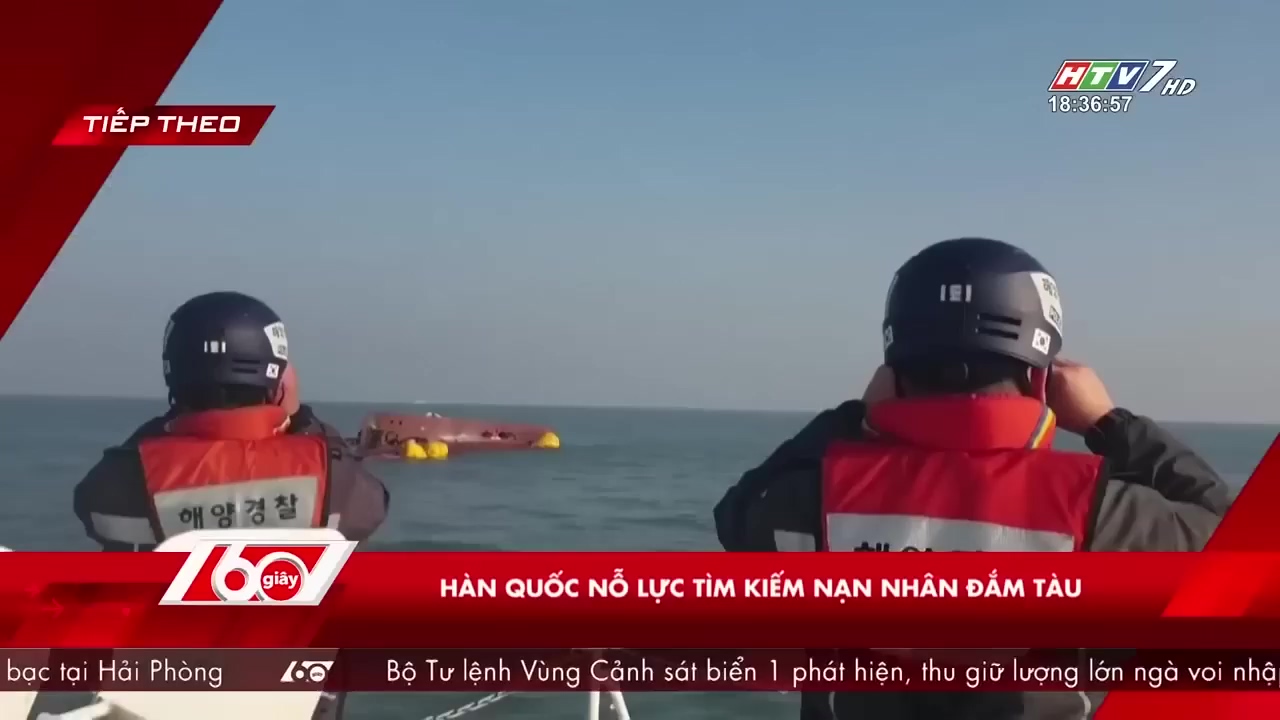 HTV7 HD
18:36:57
TIẾP THEO
해양경찰
60 giây
HÀN QUỐC NỖ LỰC TÌM KIẾM NẠN NHÂN ĐẮM TÀU
bạc tại Hải Phòng
60 giây
Bộ Tư lệnh Vùng Cảnh sát biển 1 phát hiện, thu giữ lượng lớn ngà voi nhập